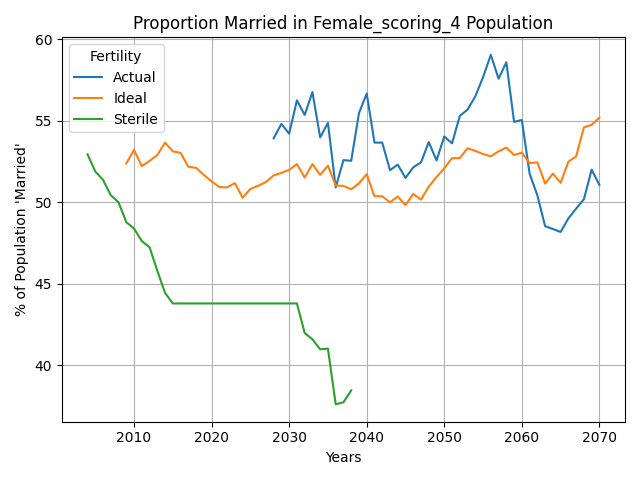 Proportion Married in Female_scoring_4 Population
Fertility
Actual
Ideal
Sterile
% of Population 'Married'
60
55
50
45
40
2010 2020 2030 2040 2050 2060 2070
Years